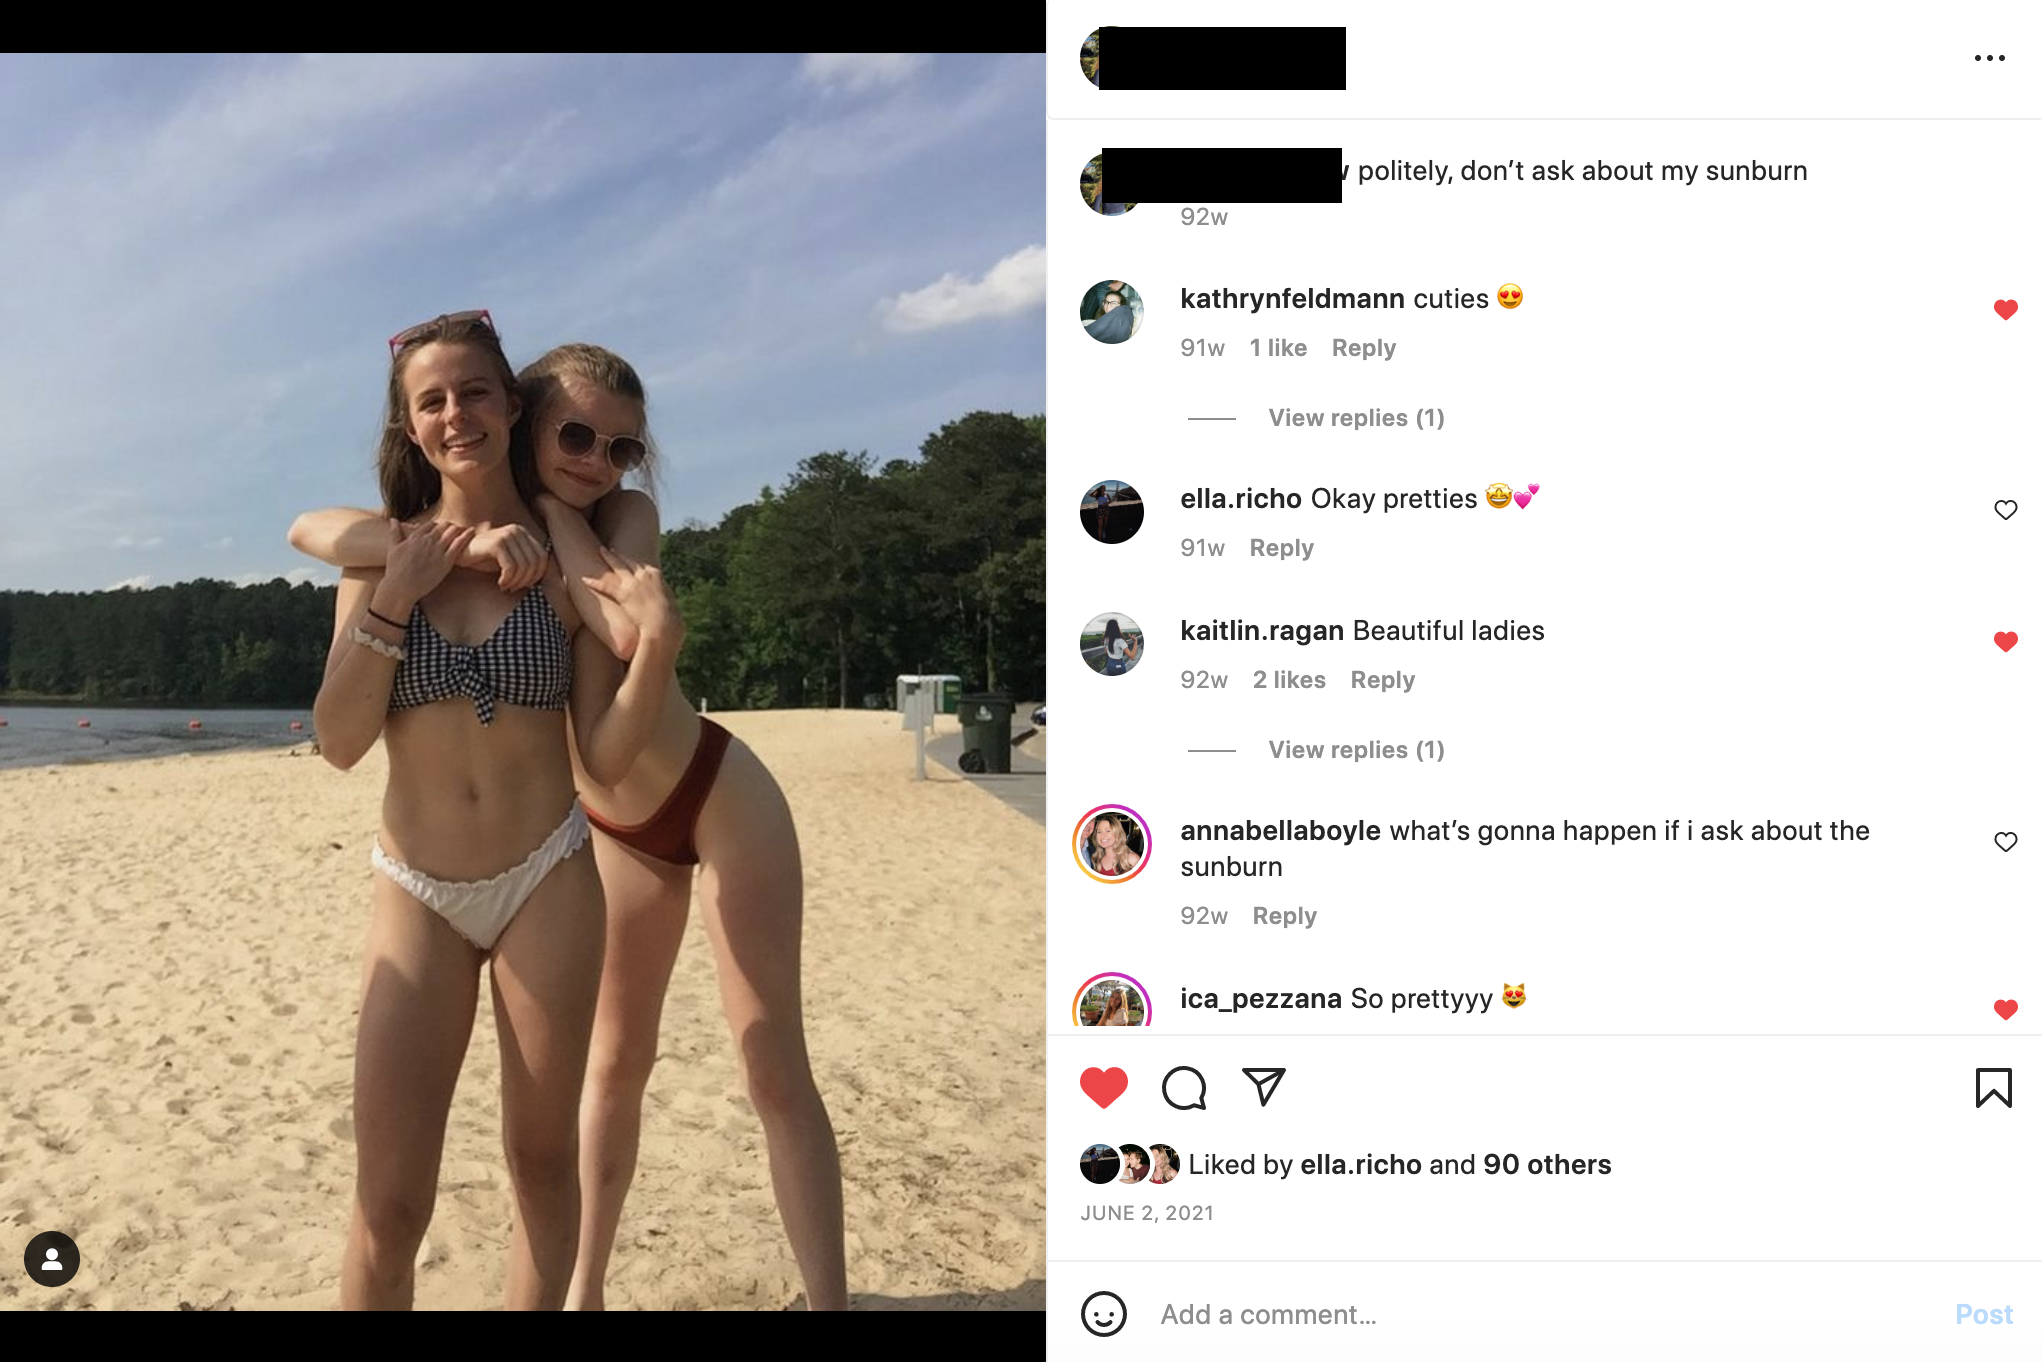 politely, don't ask about my sunburn
92w
kathrynfeldmann cuties 😍
91w 1 like Reply
View replies (1)
ella.richo Okay pretties 🤩💕
91w Reply
kaitlin.ragan Beautiful ladies
92w 2 likes Reply
View replies (1)
annabellaboyle what's gonna happen if i ask about the
sunburn
92w Reply
ica_pezzana So prettyyy 😻
Liked by ella.richo and 90 others
JUNE 2, 2021
Add a comment...
Post